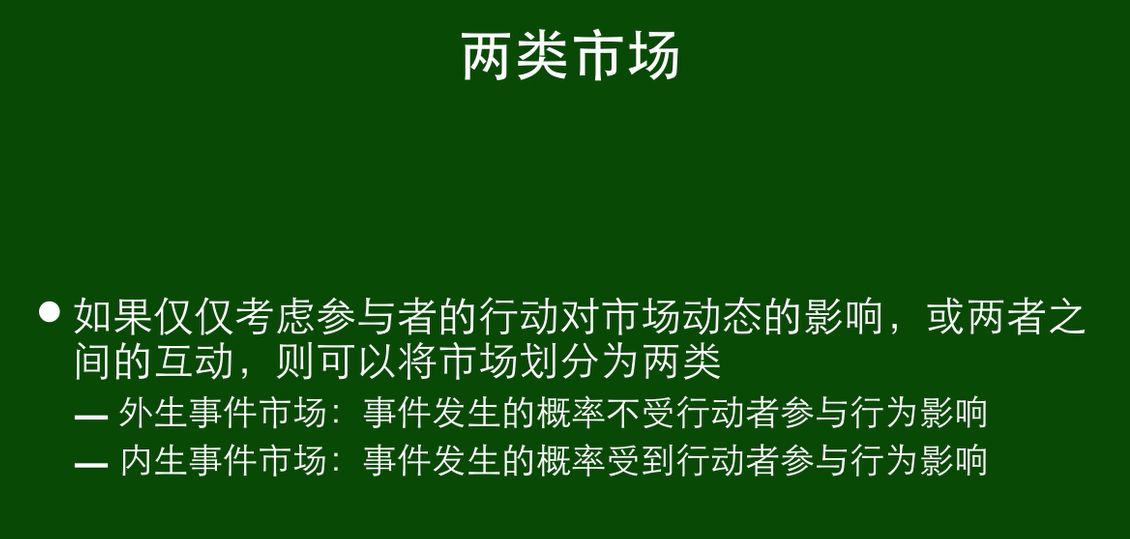 两类市场
● 如果仅仅考虑参与者的行动对市场动态的影响，或两者之
间的互动，则可以将市场划分为两类
— 外生事件市场：事件发生的概率不受行动者参与行为影响
— 内生事件市场：事件发生的概率受到行动者参与行为影响